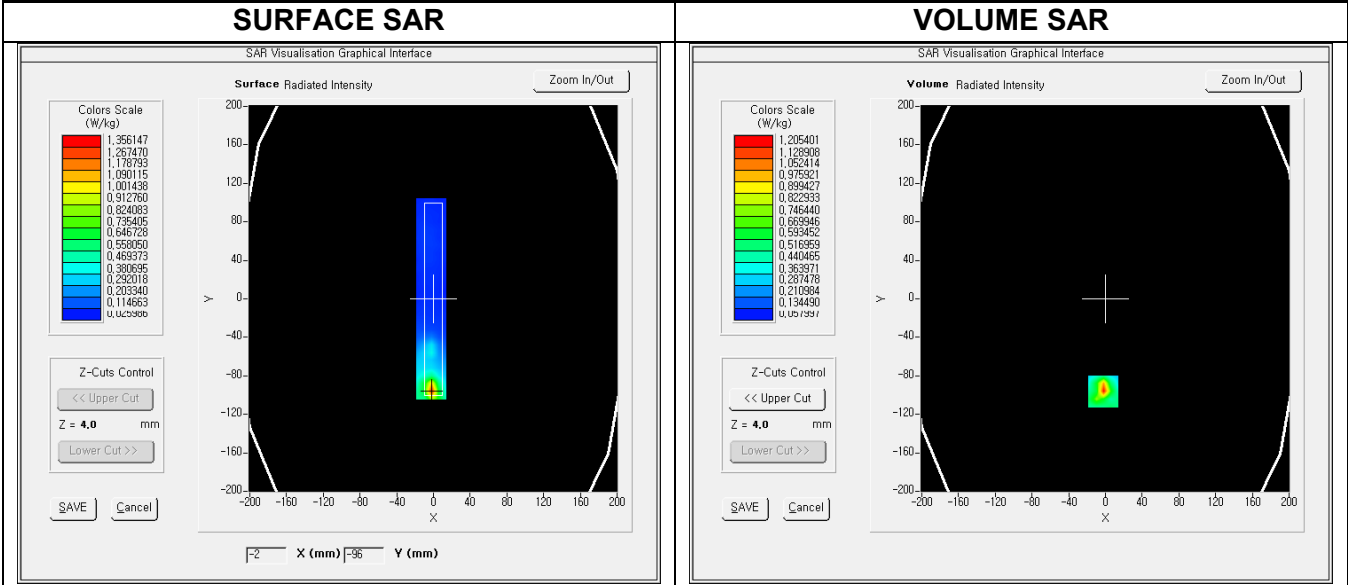 SURFACE SAR
VOLUME SAR
SAR Visualisation Graphical Interface
Surface Radiated Intensity
Zoom In/Out
Colors Scale
(W/kg)
1,356147
1,267470
1,178793
1,090115
1,001438
0,912760
0,824083
0,735405
0,646728
0,558050
0,469373
0,380695
0,292018
0,203340
0,114663
0,025986
Z-Cuts Control
<< Upper Cut
Z = 4.0 mm
Lower Cut >>
SAVE Cancel
200
160
120
80
40
0
-40
-80
-120
-160
-200
Y
-200 -160 -120 -80 -40 0 40 80 120 160 200
X
-2 X (mm) -96 Y (mm)
SAR Visualisation Graphical Interface
Volume Radiated Intensity
Zoom In/Out
Colors Scale
(W/kg)
1,205401
1,128908
1,052414
0,975921
0,899427
0,822933
0,746440
0,669946
0,593452
0,516959
0,440465
0,363971
0,287478
0,210984
0,134490
0,057997
Z-Cuts Control
<< Upper Cut
Z = 4.0 mm
Lower Cut >>
SAVE Cancel
200
160
120
80
40
0
-40
-80
-120
-160
-200
Y
-200 -160 -120 -80 -40 0 40 80 120 160 200
X